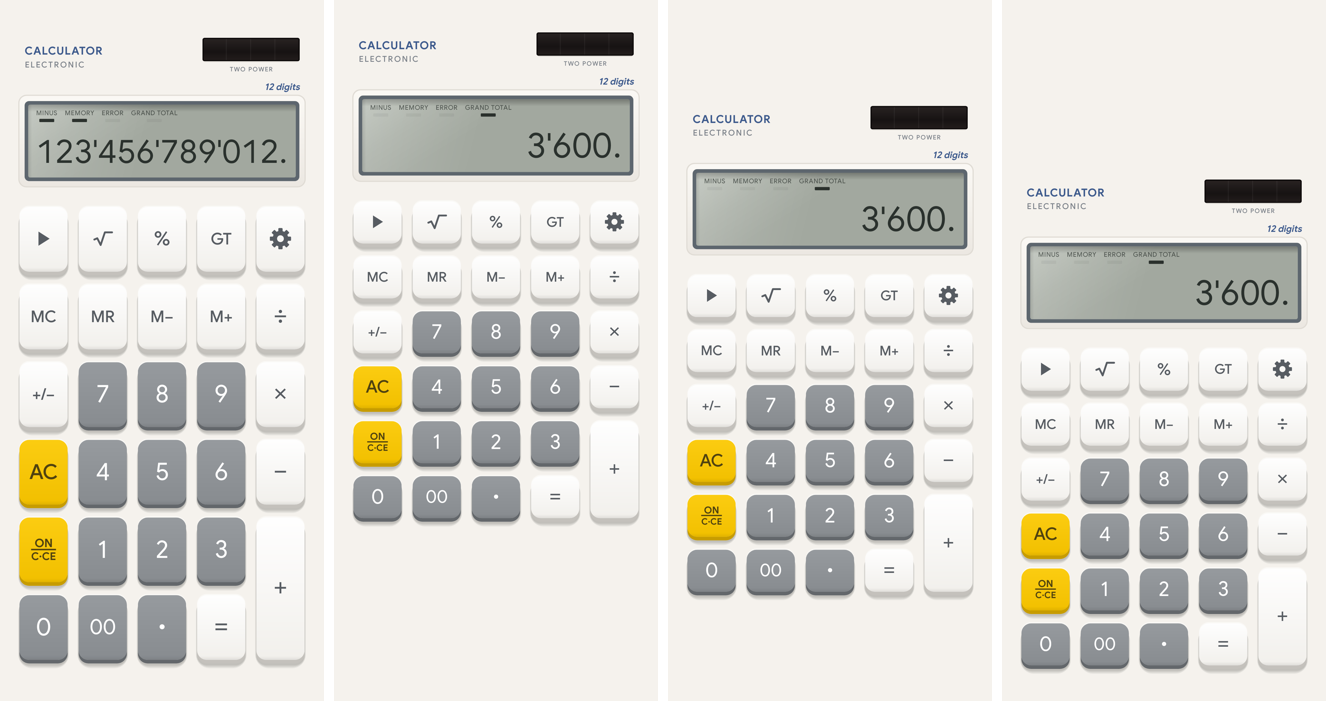 CALCULATOR
ELECTRONIC
TWO POWER
12 digits
MINUS MEMORY ERROR GRAND TOTAL
123'456'789'012.
√ % GT
MC MR M− M+ ÷
+/− 7 8 9 ×
AC 4 5 6 −
ON
C·CE
1 2 3 +
0 00 · =
CALCULATOR
ELECTRONIC
TWO POWER
12 digits
MINUS MEMORY ERROR GRAND TOTAL
3'600.
√ % GT
MC MR M− M+ ÷
+/− 7 8 9 ×
AC 4 5 6 −
ON
C·CE
1 2 3 +
0 00 · =
CALCULATOR
ELECTRONIC
TWO POWER
12 digits
MINUS MEMORY ERROR GRAND TOTAL
3'600.
√ % GT
MC MR M− M+ ÷
+/− 7 8 9 ×
AC 4 5 6 −
ON
C·CE
1 2 3 +
0 00 · =
CALCULATOR
ELECTRONIC
TWO POWER
12 digits
MINUS MEMORY ERROR GRAND TOTAL
3'600.
√ % GT
MC MR M− M+ ÷
+/− 7 8 9 ×
AC 4 5 6 −
ON
C·CE
1 2 3 +
0 00 · =